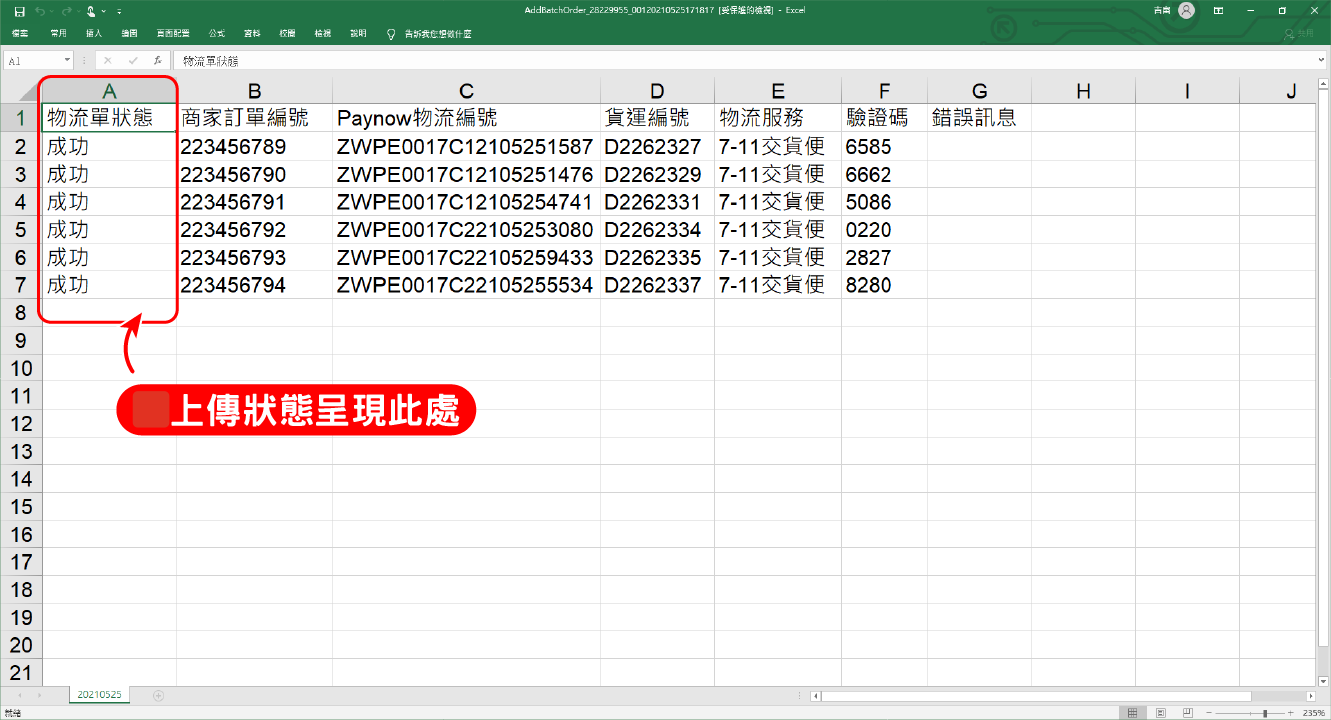 AddBatchOrder_28229955_00120210525171817 [受保護的檢視] - Excel
檔案 常用 插入 繪圖 頁面配置 公式 資料 校閱 檢視 說明 告訴我您想做什麼 共用
A1 fx 物流單狀態
A B C D E F G H I J
1 物流單狀態 商家訂單編號 Paynow物流編號 貨運編號 物流服務 驗證碼 錯誤訊息
2 成功 223456789 ZWPE0017C12105251587 D2262327 7-11交貨便 6585
3 成功 223456790 ZWPE0017C12105251476 D2262329 7-11交貨便 6662
4 成功 223456791 ZWPE0017C12105254741 D2262331 7-11交貨便 5086
5 成功 223456792 ZWPE0017C22105253080 D2262334 7-11交貨便 0220
6 成功 223456793 ZWPE0017C22105259433 D2262335 7-11交貨便 2827
7 成功 223456794 ZWPE0017C22105255534 D2262337 7-11交貨便 8280
8
9
10
11
上傳狀態呈現此處
12
13
14
15
16
17
18
19
20
21
20210525
就緒 235%